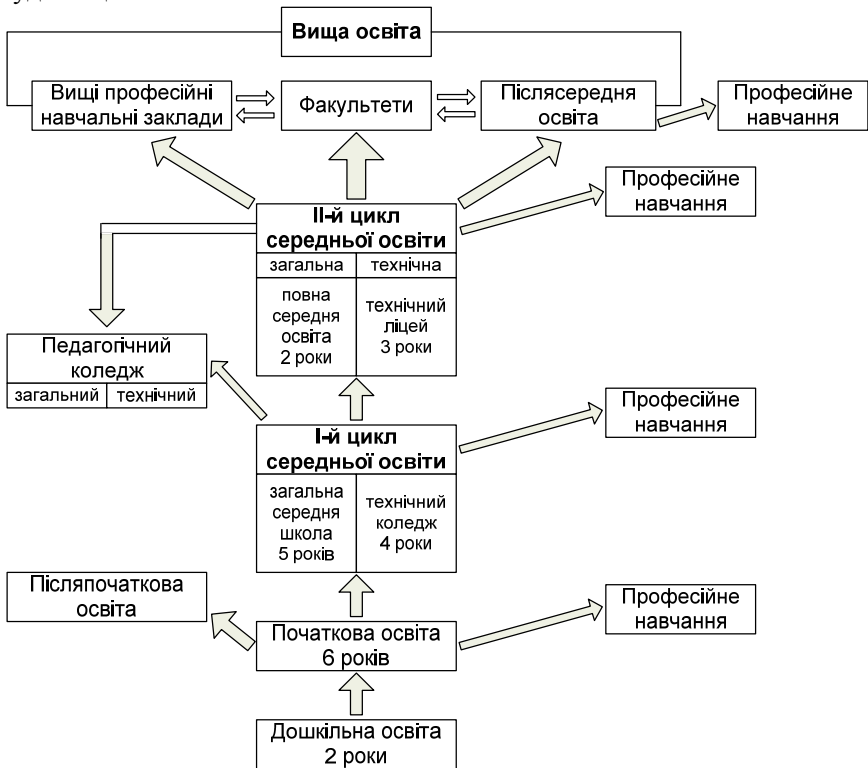 Вища освіта
Вищі професійні
навчальні заклади
Факультети
Післясередня
освіта
Професійне
навчання
Професійне
навчання
ІІ-й цикл
середньої освіти
загальна
технічна
повна
середня
освіта
2 роки
технічний
ліцей
3 роки
Педагогічний
коледж
загальний
технічний
Професійне
навчання
І-й цикл
середньої освіти
загальна
середня
школа
5 років
технічний
коледж
4 роки
Післяпочаткова
освіта
Професійне
навчання
Початкова освіта
6 років
Дошкільна освіта
2 роки